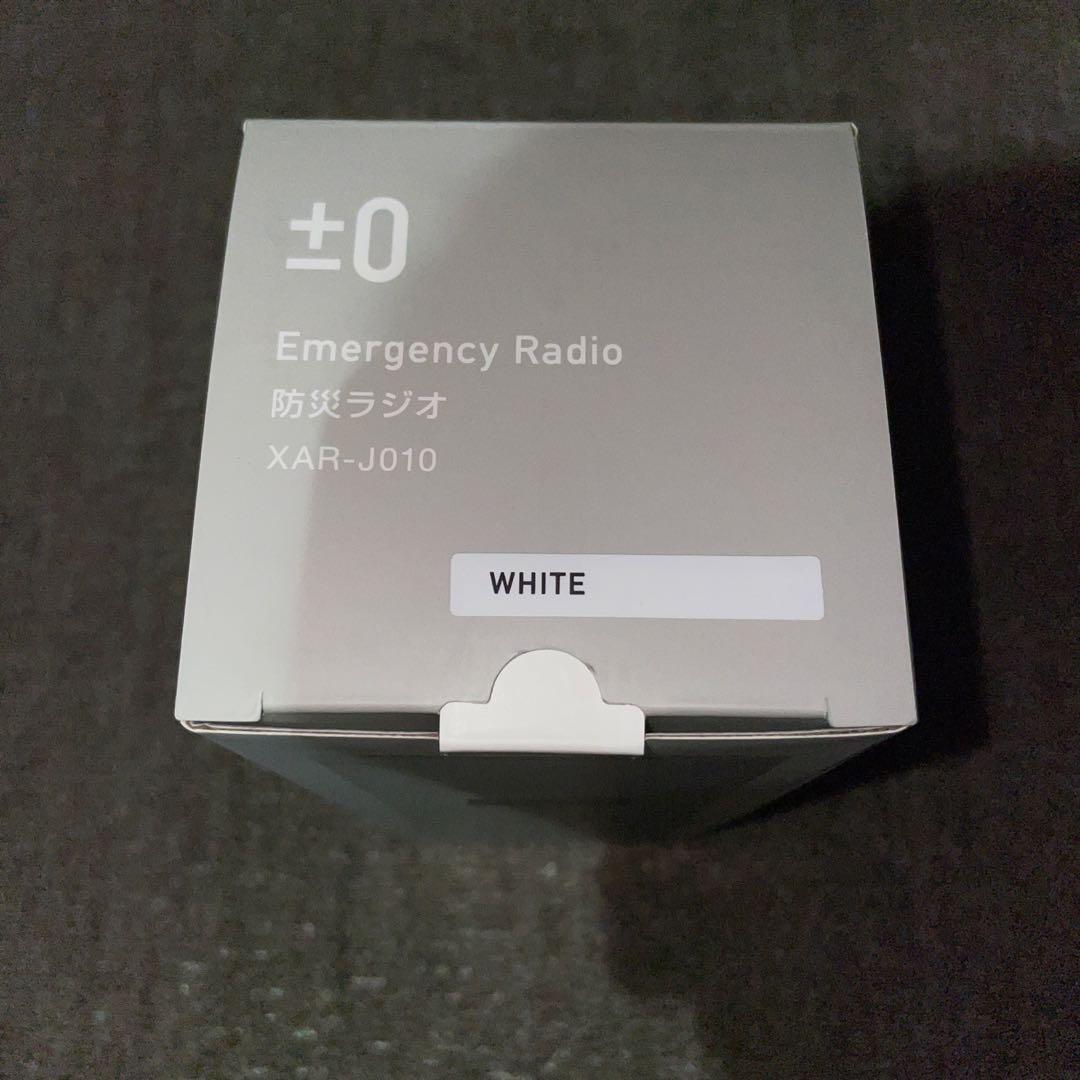 ±0
Emergency Radio
防災ラジオ
XAR-J010
WHITE